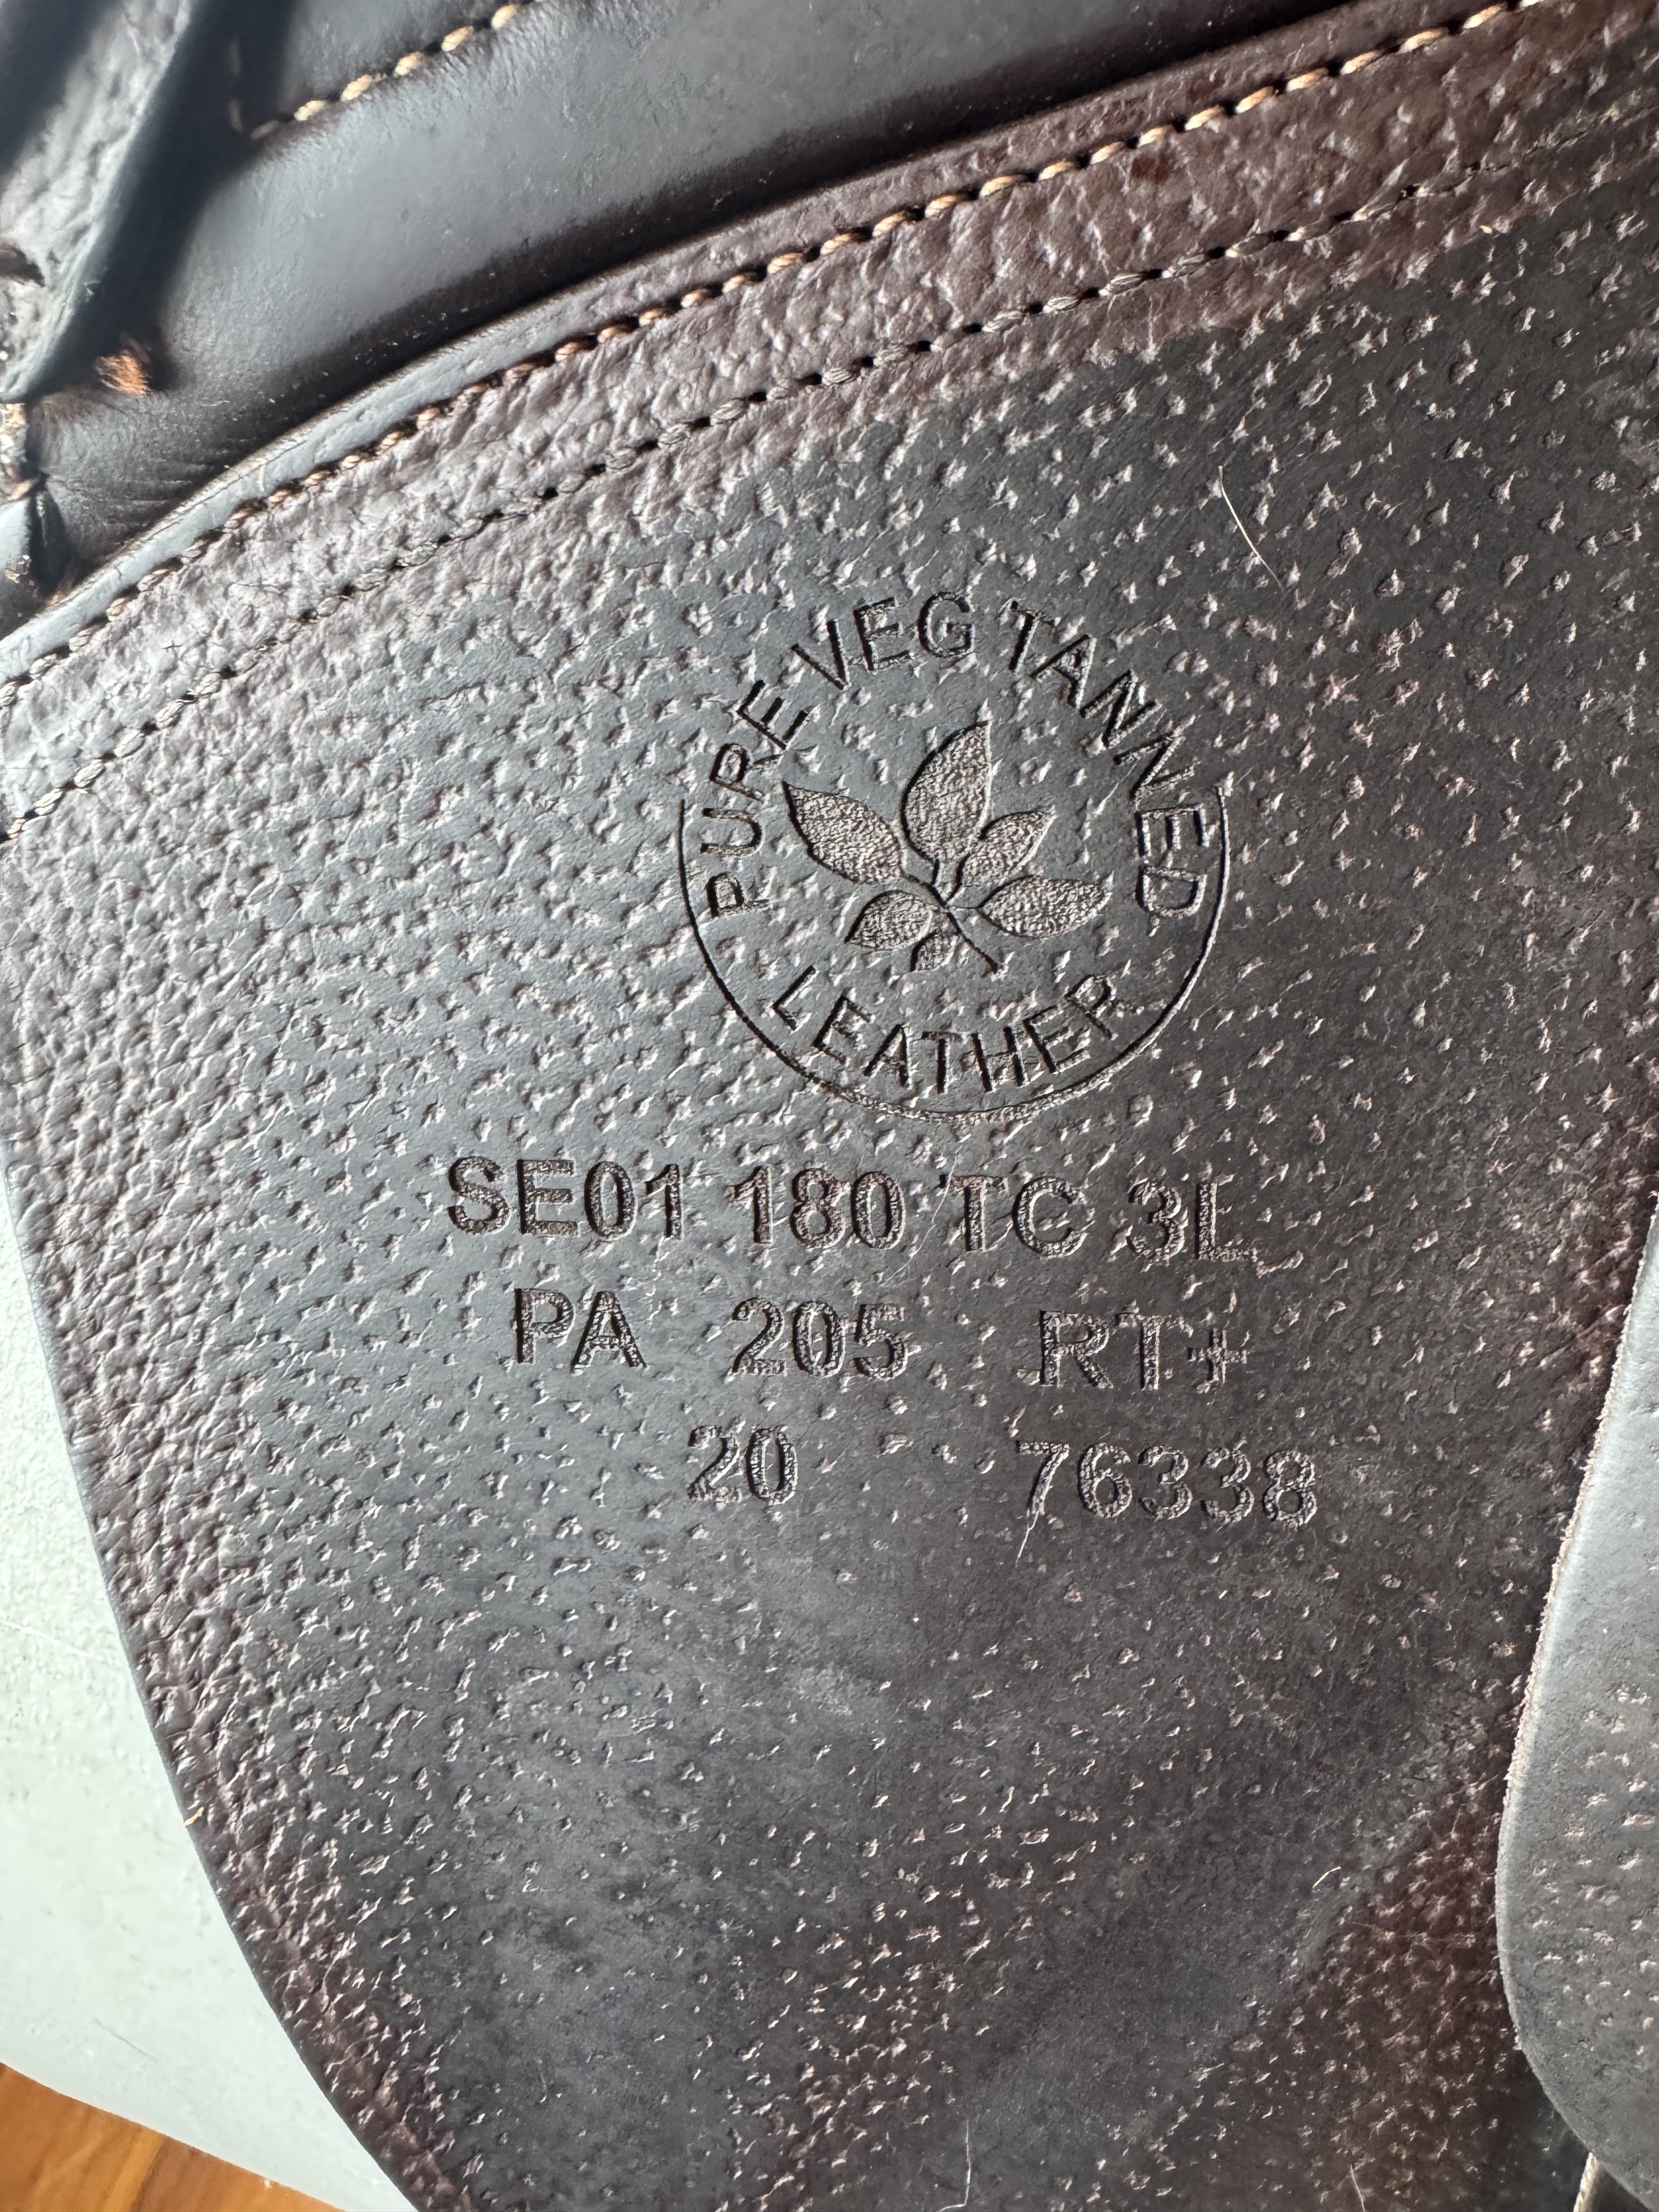 PURE VEG TANNED
LEATHER
SE01 180 TC 3L
PA 205 RT+
20 76338